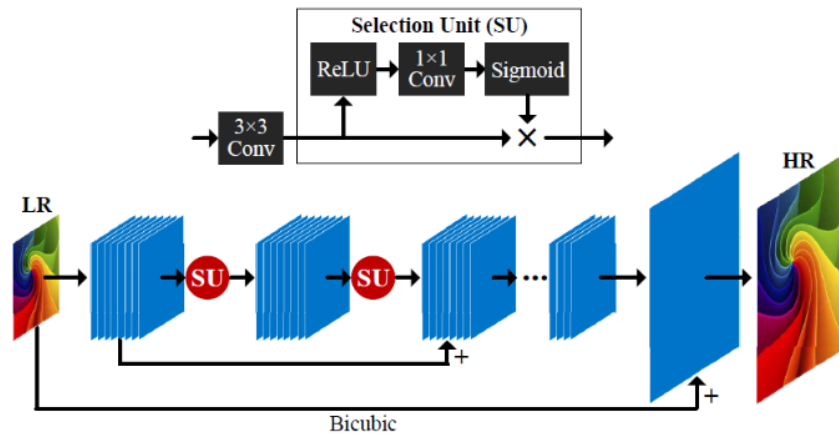 Selection Unit (SU)
ReLU
1×1
Conv
Sigmoid
×
3×3
Conv
LR
HR
SU
SU
...
+
+
Bicubic